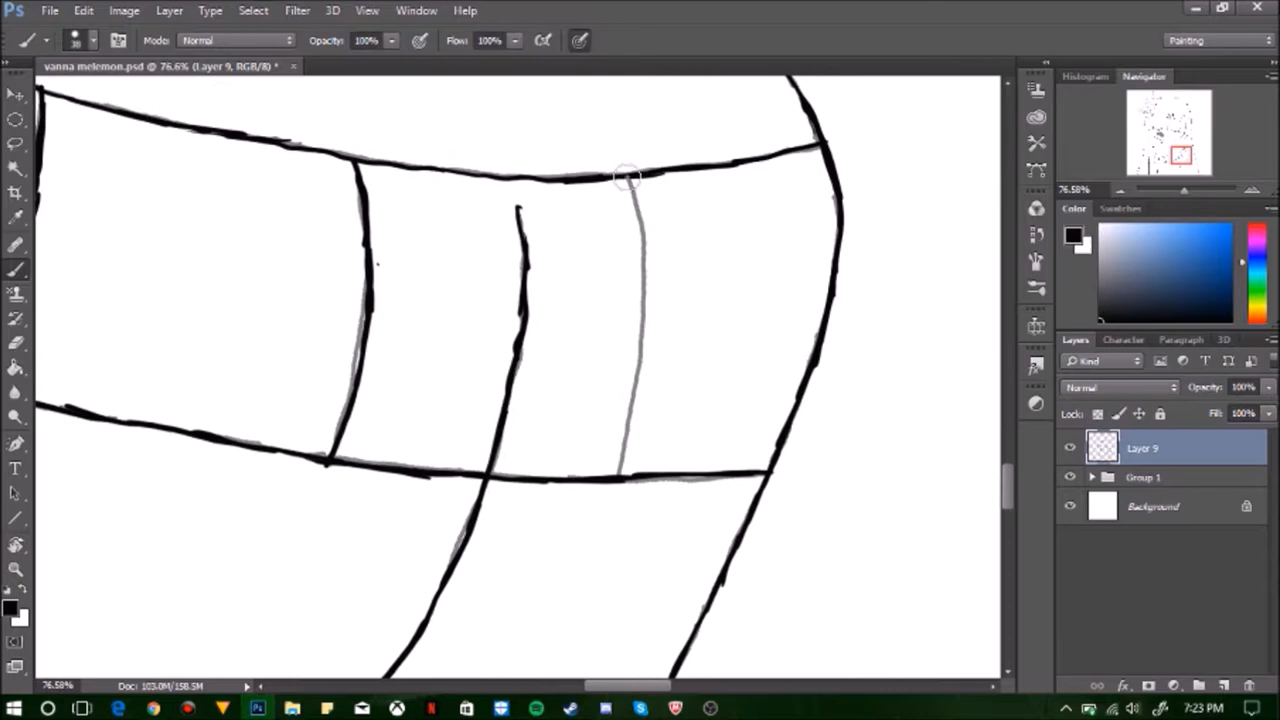 Ps File Edit Image Layer Type Select Filter 3D View Window Help
38 Mode: Normal Opacity: 100% Flow: 100% Painting
vanna melemon.psd @ 76.6% (Layer 9, RGB/8) * ×
Histogram Navigator
76.58%
Color Swatches
Layers Character Paragraph 3D
Kind
Normal Opacity: 100%
Lock: Fill: 100%
Layer 9
Group 1
Background
76.58% Doc: 103.0M/158.5M
7:23 PM